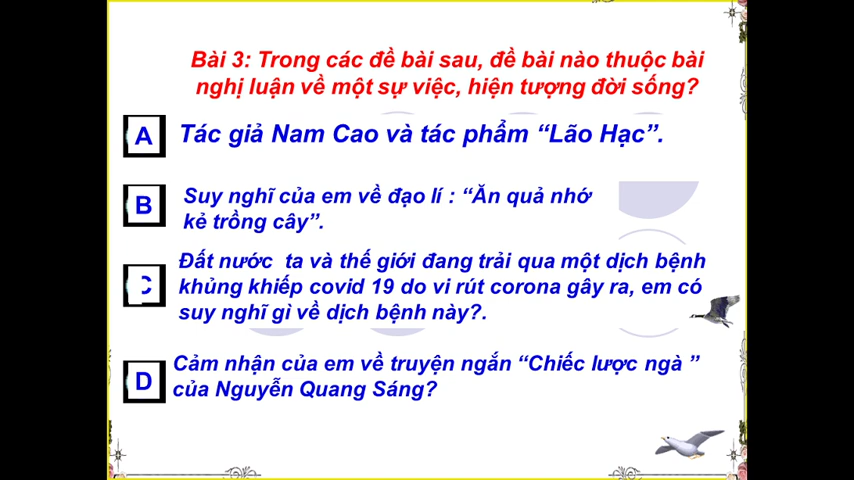 Bài 3: Trong các đề bài sau, đề bài nào thuộc bài
nghị luận về một sự việc, hiện tượng đời sống?
A Tác giả Nam Cao và tác phẩm “Lão Hạc”.
B Suy nghĩ của em về đạo lí : “Ăn quả nhớ
kẻ trồng cây”.
C Đất nước ta và thế giới đang trải qua một dịch bệnh
khủng khiếp covid 19 do vi rút corona gây ra, em có
suy nghĩ gì về dịch bệnh này?.
D Cảm nhận của em về truyện ngắn “Chiếc lược ngà ”
của Nguyễn Quang Sáng?